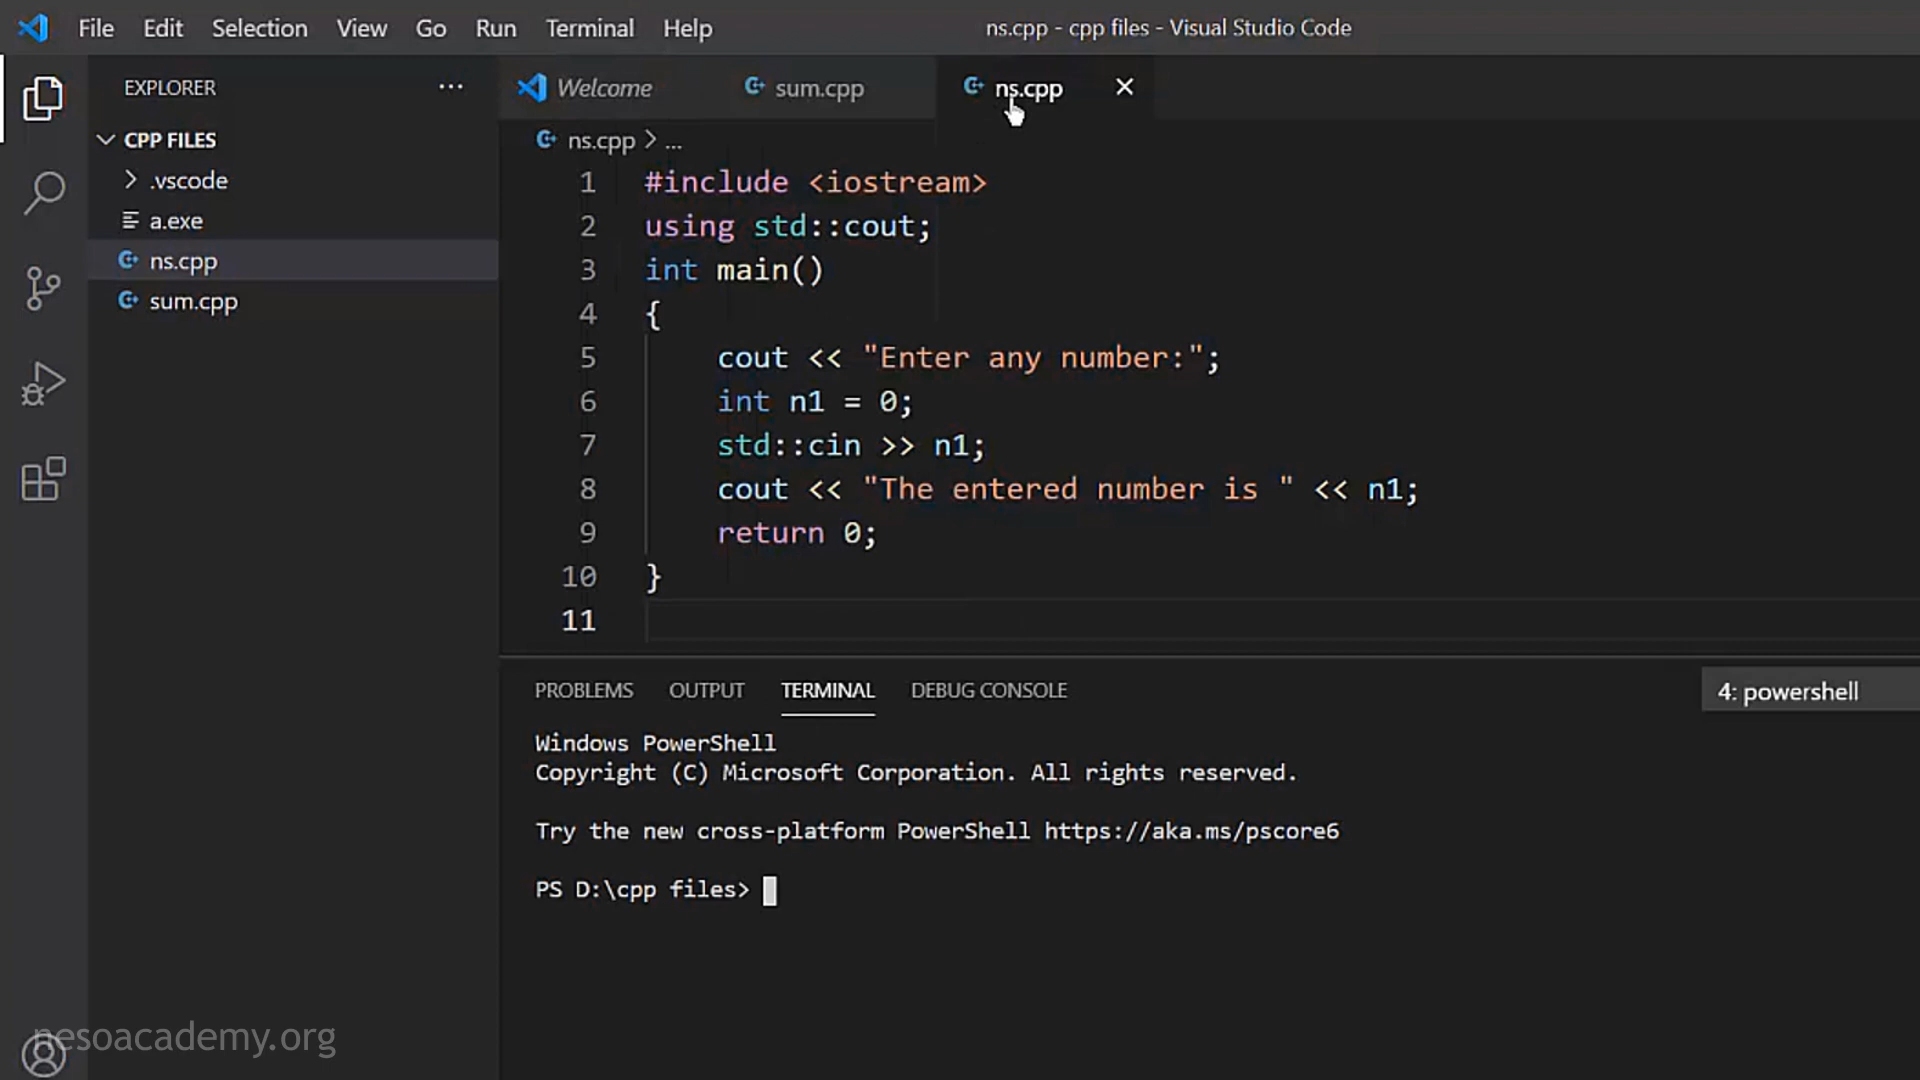 File Edit Selection View Go Run Terminal Help ns.cpp - cpp files - Visual Studio Code
EXPLORER ···
CPP FILES
.vscode
a.exe
ns.cpp
sum.cpp
Welcome sum.cpp ns.cpp
ns.cpp > ...
1 #include <iostream>
2 using std::cout;
3 int main()
4 {
5 cout << "Enter any number:";
6 int n1 = 0;
7 std::cin >> n1;
8 cout << "The entered number is " << n1;
9 return 0;
10 }
11
PROBLEMS OUTPUT TERMINAL DEBUG CONSOLE 4: powershell
Windows PowerShell
Copyright (C) Microsoft Corporation. All rights reserved.
Try the new cross-platform PowerShell https://aka.ms/pscore6
PS D:\cpp files>
nesoacademy.org